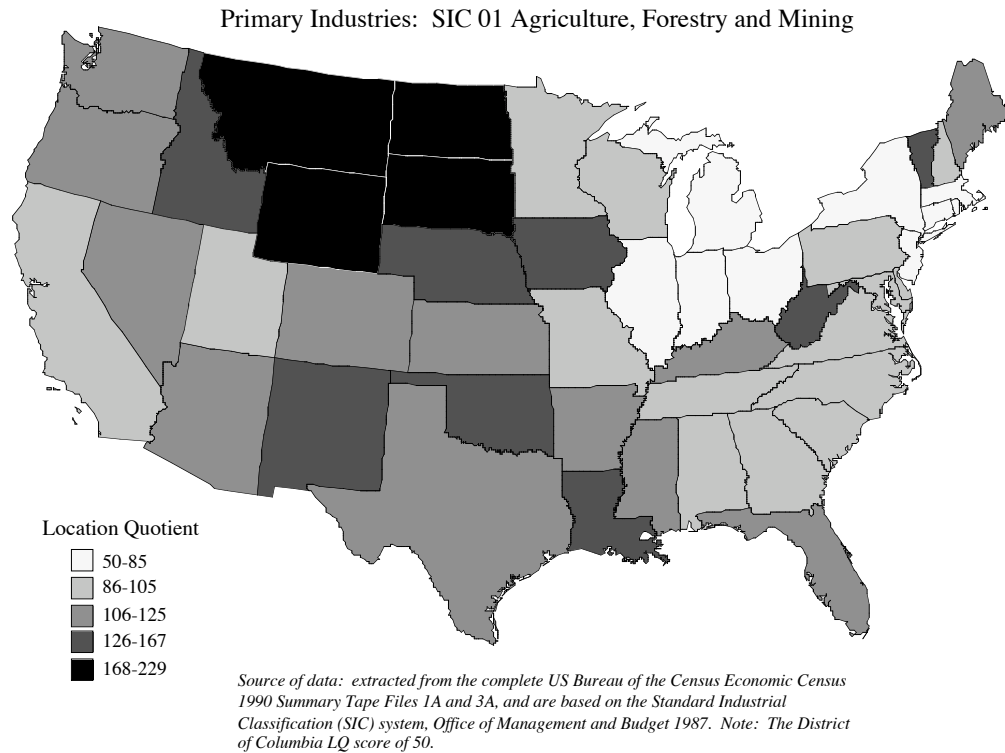 Primary Industries:  SIC 01 Agriculture, Forestry and Mining
Location Quotient
50-85
86-105
106-125
126-167
168-229
Source of data:  extracted from the complete US Bureau of the Census Economic Census
1990 Summary Tape Files 1A and 3A, and are based on the Standard Industrial
Classification (SIC) system, Office of Management and Budget 1987.  Note:  The District
of Columbia LQ score of 50.